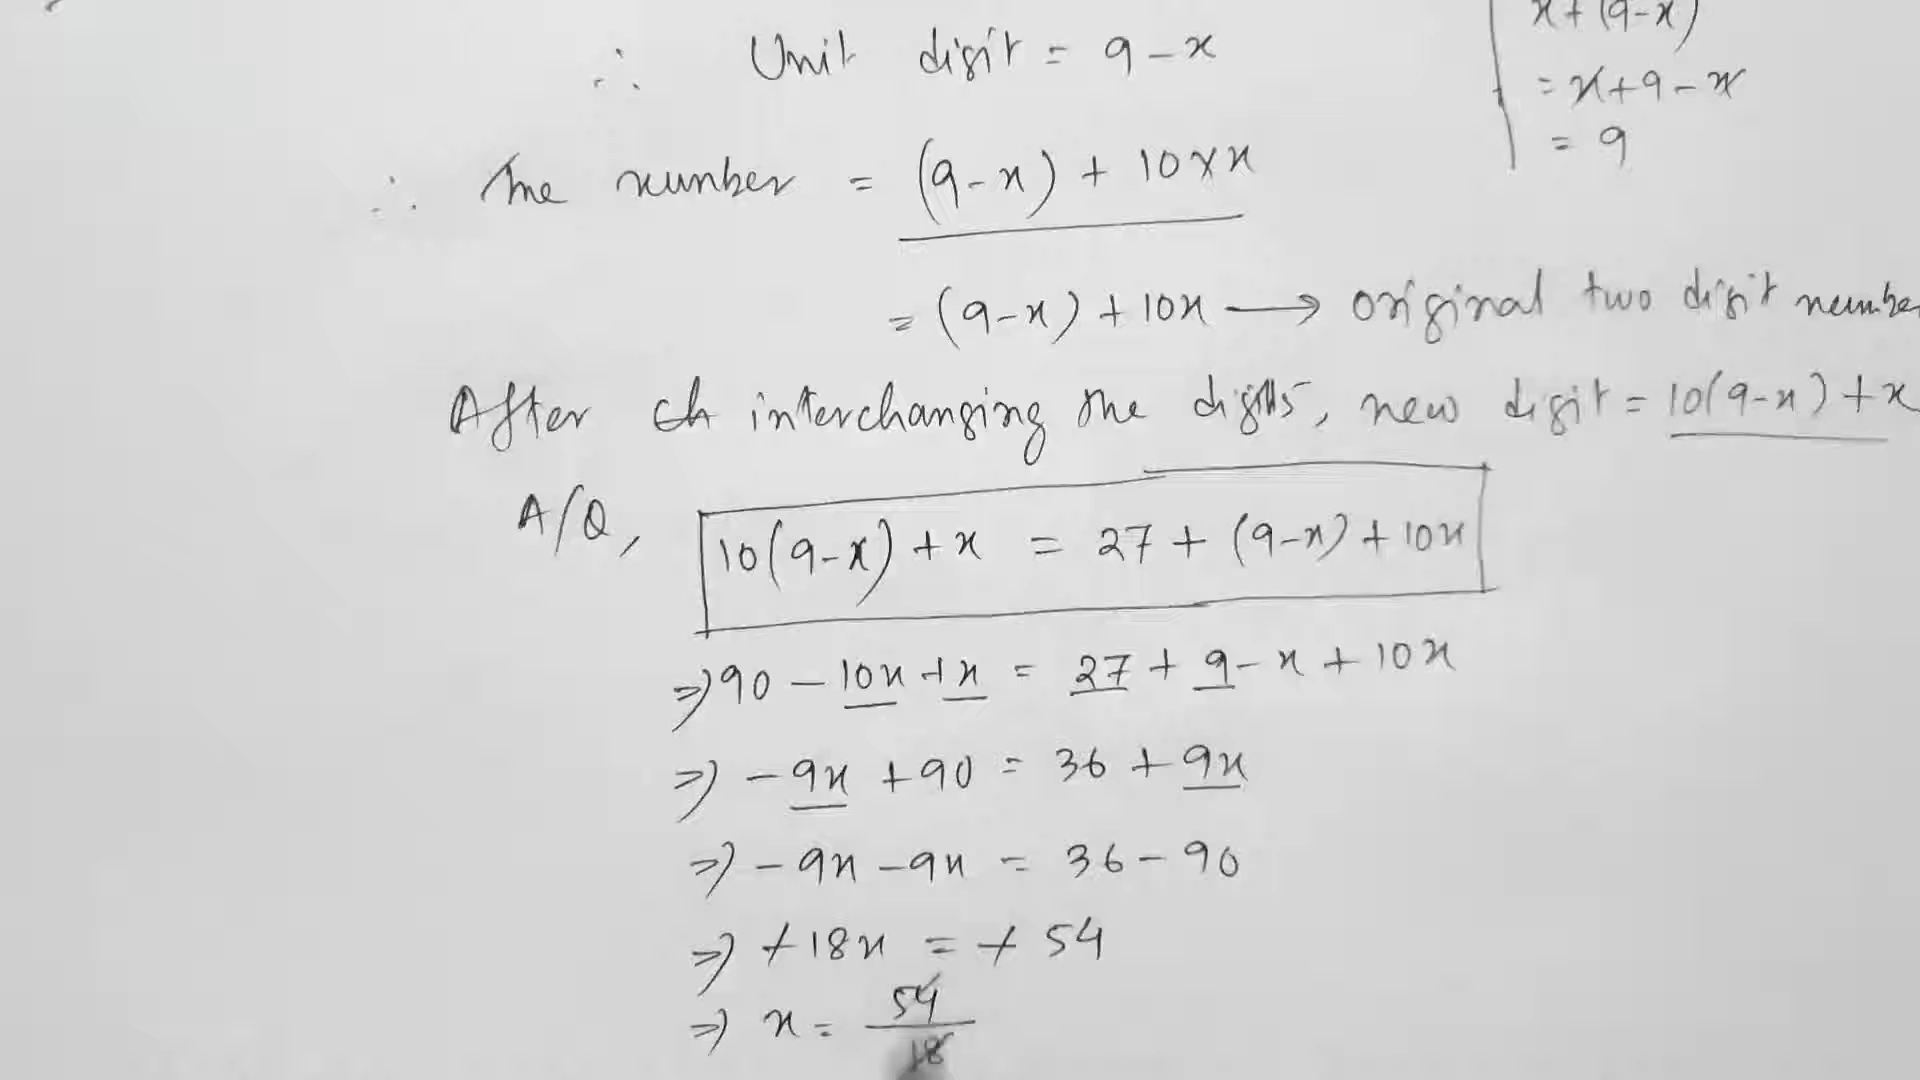 ∴ Unit digit = 9-x
x+(9-x)
= x+9-x
= 9
∴ The number = (9-x) + 10×x
= (9-x) + 10x → original two digit number
After ch interchanging the digits, new digit = 10(9-x)+x
A/Q, 10(9-x)+x = 27+(9-x)+10x
⇒ 90-10x+x = 27+9-x+10x
⇒ -9x+90 = 36+9x
⇒ -9x-9x = 36-90
⇒ +18x = +54
⇒ x = 54/18